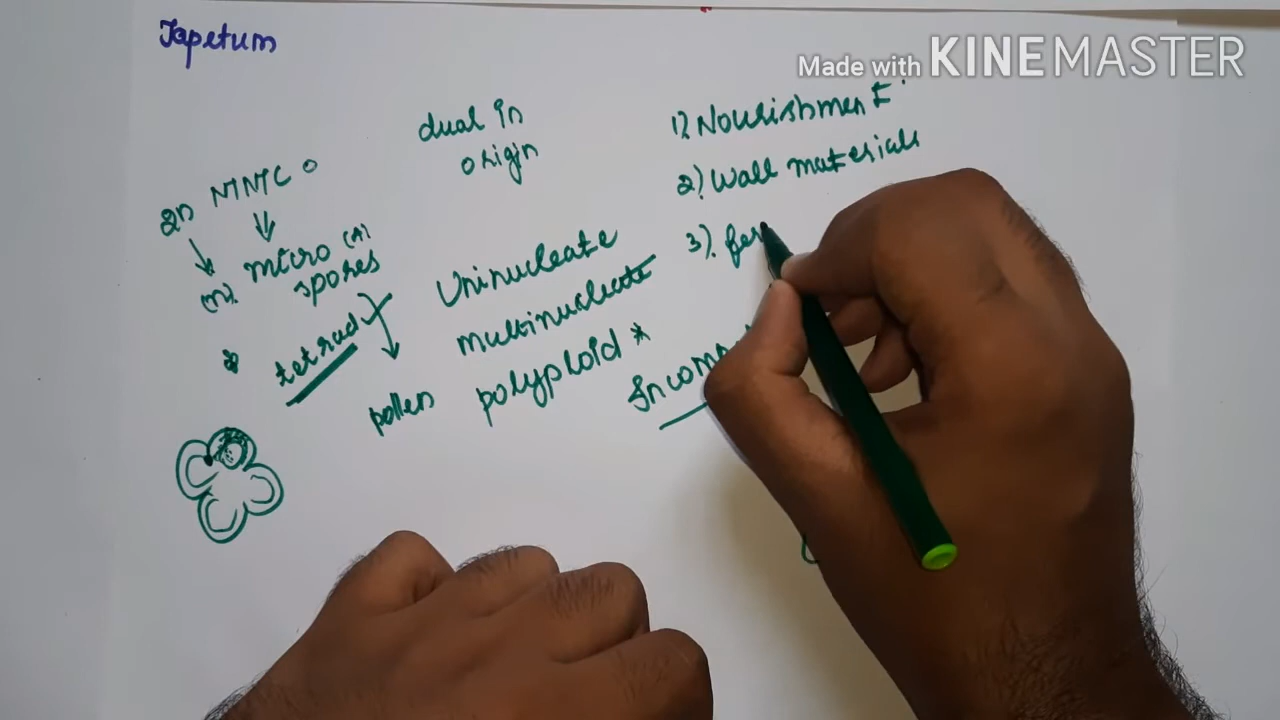 Tapetum
Made with KINEMASTER
dual in
origin
1) Nourishment
2) Wall materials
3). fer
2n MMC
(n). micro (A)
spores
tetrad
pollen
Uninucleate
multinucleate
polyploid *
Incomp